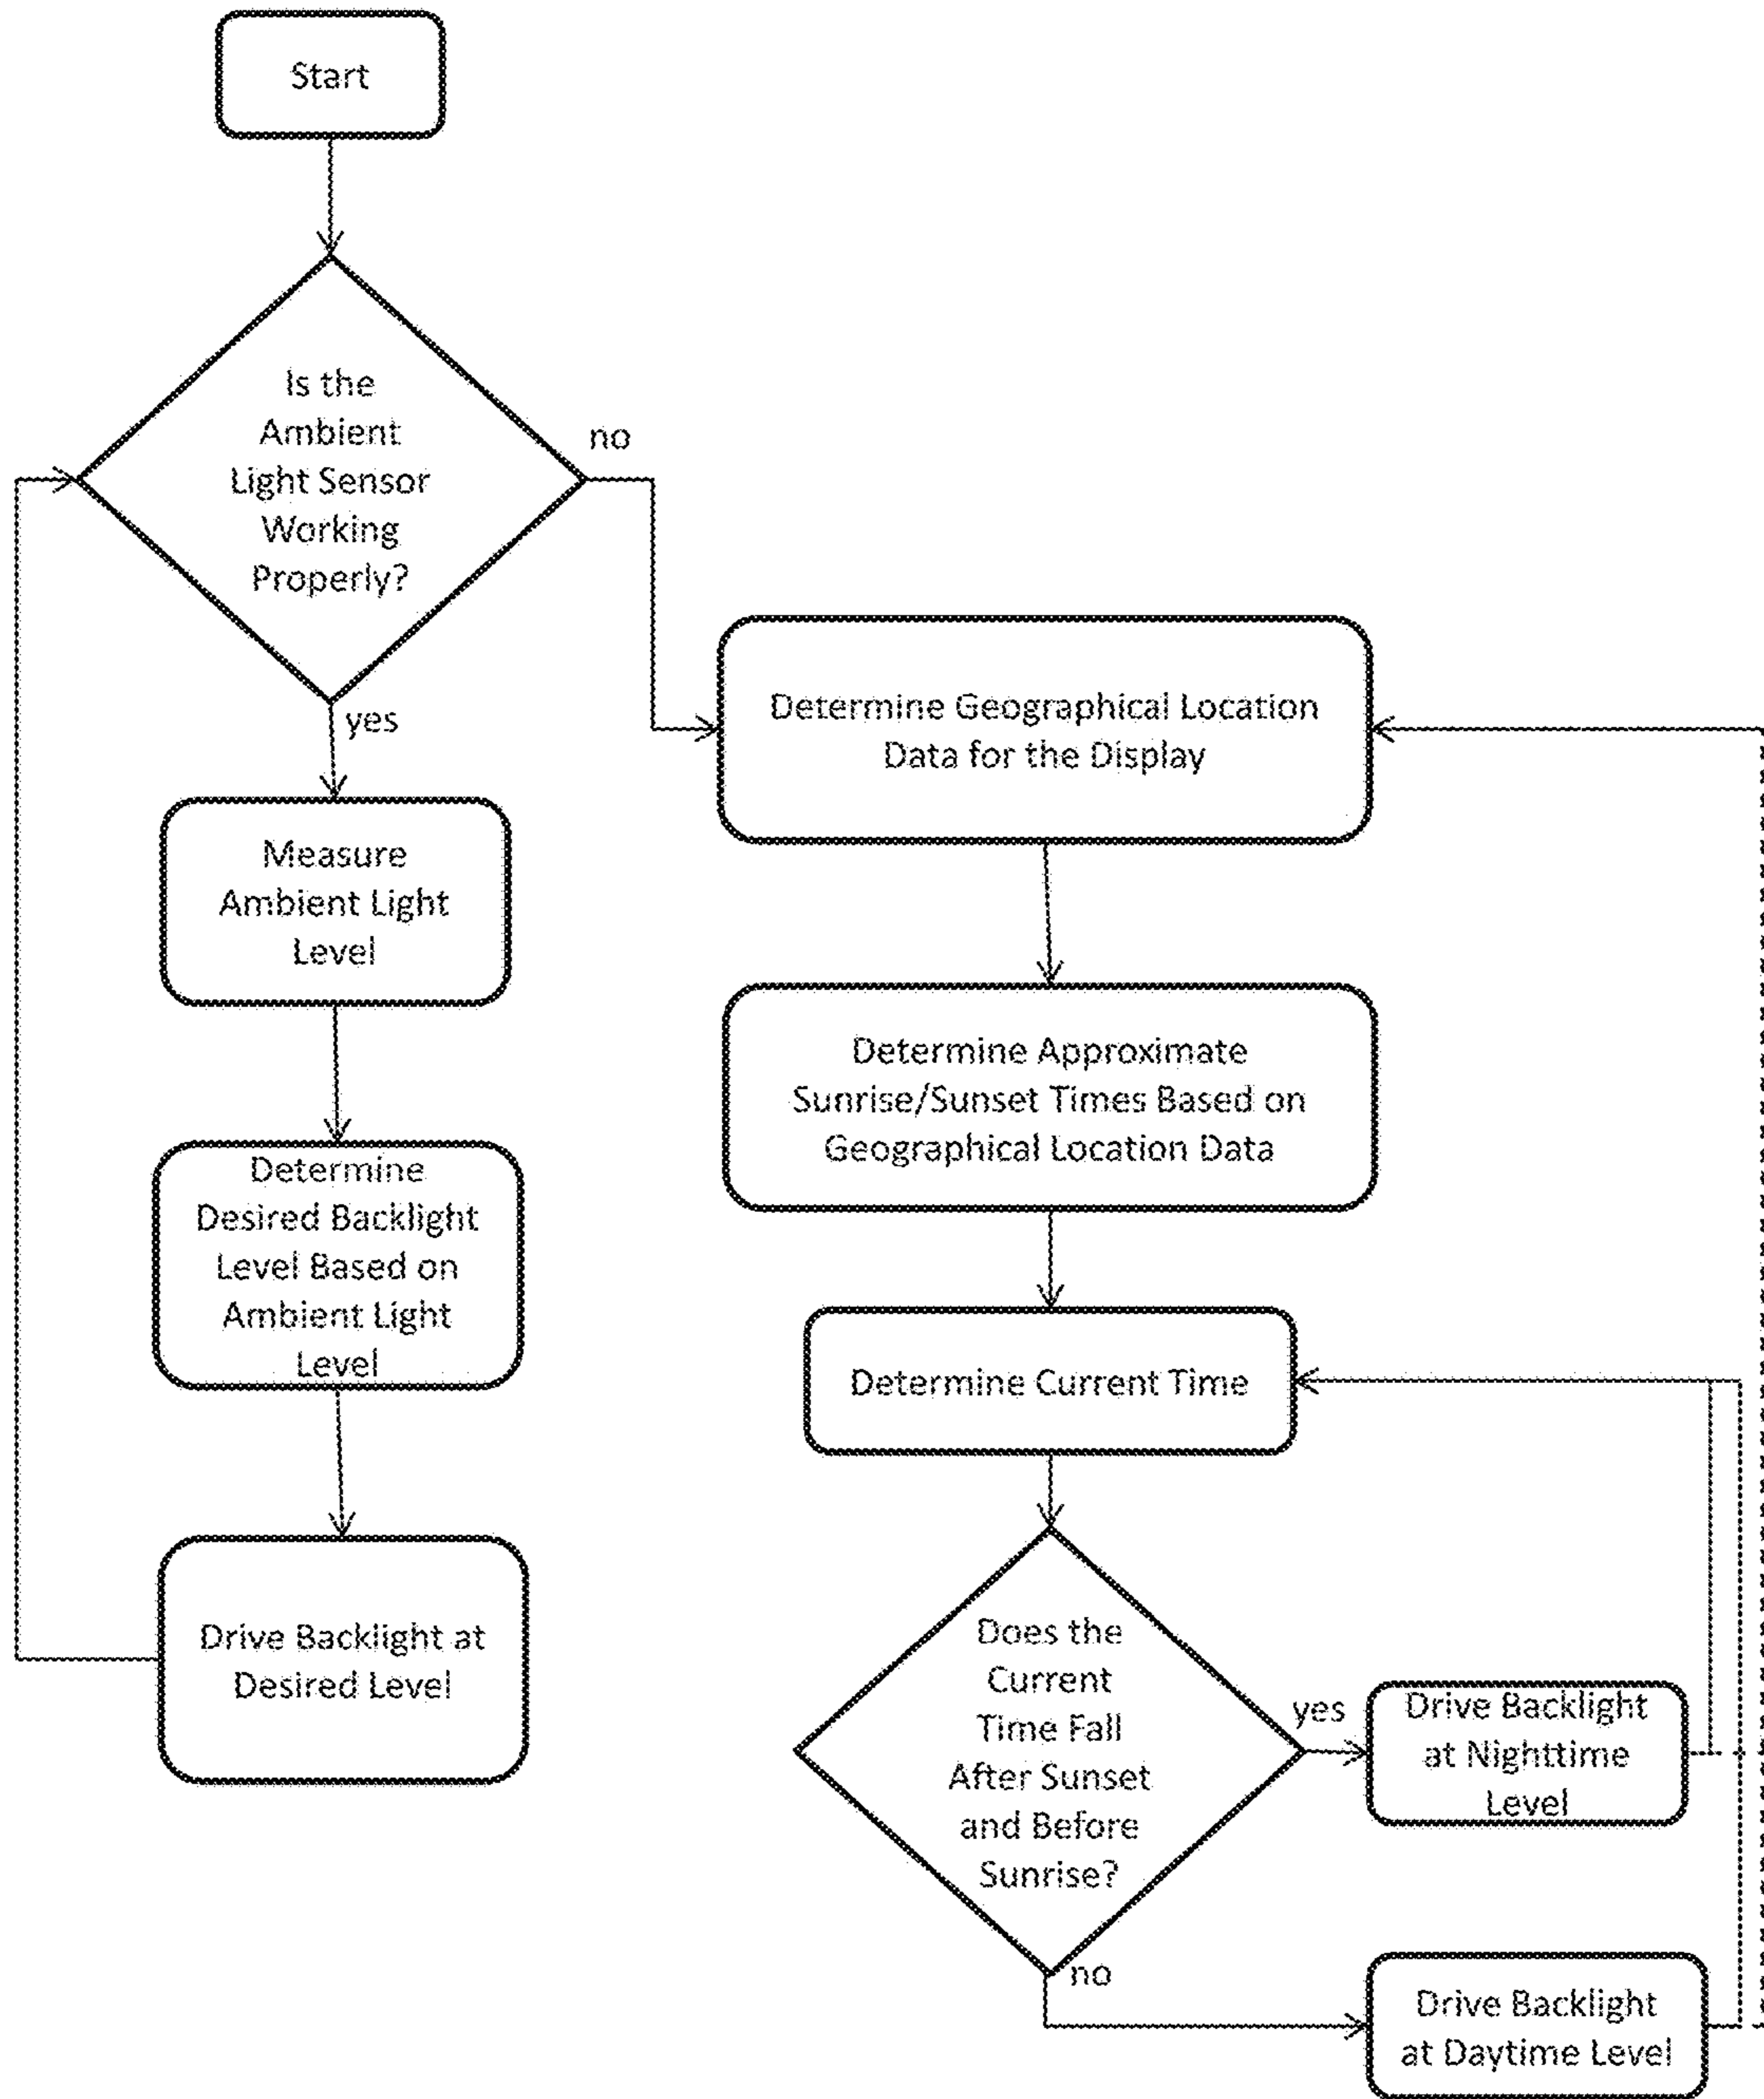 Start
Is the
Ambient
Light Sensor
Working
Properly?
no
yes
Measure
Ambient Light
Level
Determine
Desired Backlight
Level Based on
Ambient Light
Level
Drive Backlight at
Desired Level
Determine Geographical Location
Data for the Display
Determine Approximate
Sunrise/Sunset Times Based on
Geographical Location Data
Determine Current Time
Does the
Current
Time Fall
After Sunset
and Before
Sunrise?
yes
Drive Backlight
at Nighttime
Level
no
Drive Backlight
at Daytime Level